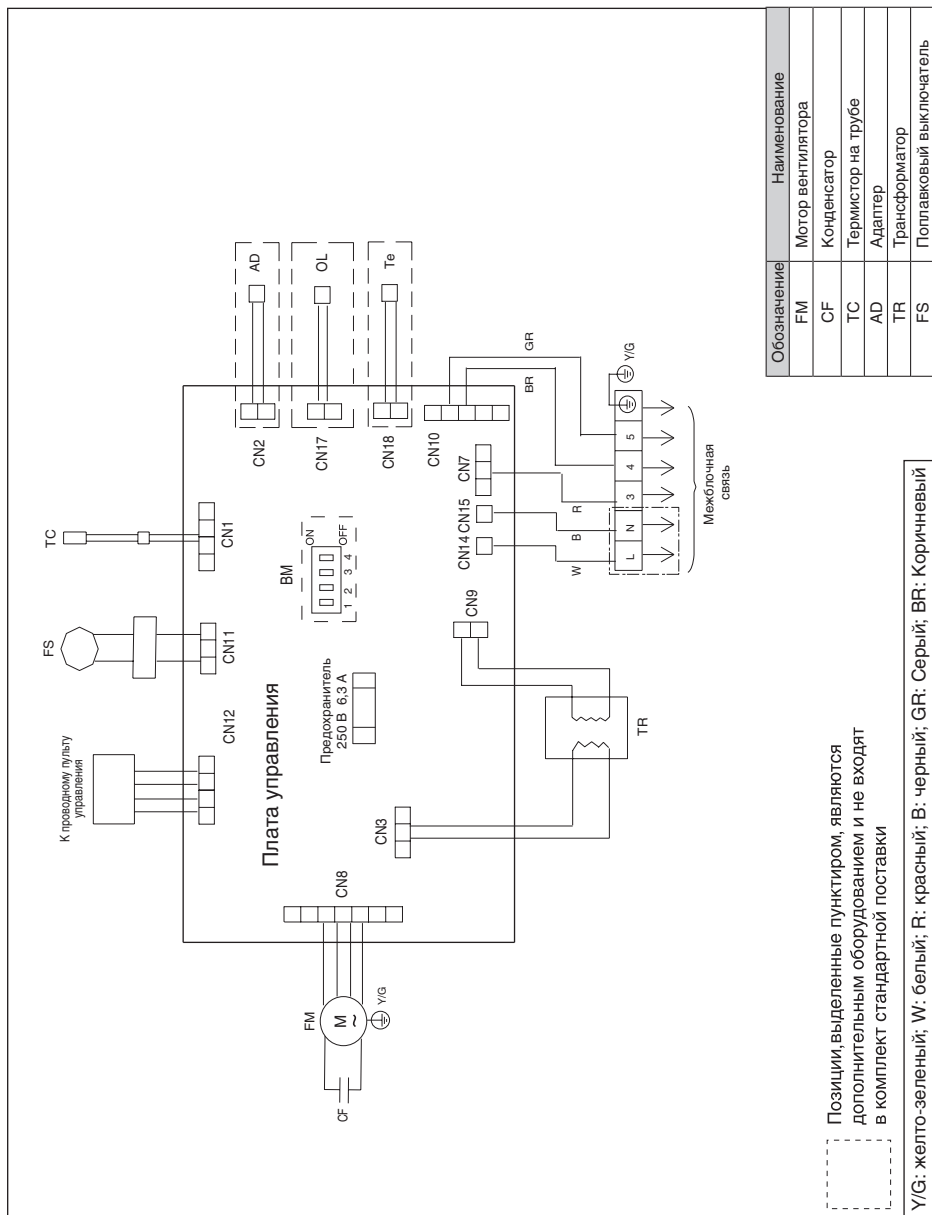 К проводному пульту
управления
FS
TC
CN12
CN11
CN1
Плата управления
Предохранитель
250 В 6,3 А
BM
ON
OFF
1 2 3 4
CN2
AD
CN17
OL
CN18
Te
CN10
CN8
FM
M
~
Y/G
CF
CN3
CN9
CN14
CN15
CN7
TR
W
B
R
BR
GR
L
N
3
4
5
Y/G
Межблочная
связь
Позиции, выделенные пунктиром, являются
дополнительным оборудованием и не входят
в комплект стандартной поставки
Обозначение Наименование
FM Мотор вентилятора
CF Конденсатор
TC Термистор на трубе
AD Адаптер
TR Трансформатор
FS Поплавковый выключатель
Y/G: желто-зеленый; W: белый; R: красный; B: черный; GR: Серый; BR: Коричневый